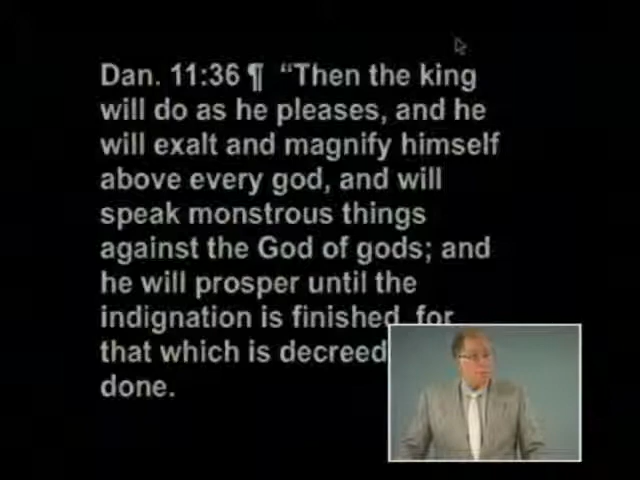 Dan. 11:36 ¶ “Then the king
will do as he pleases, and he
will exalt and magnify himself
above every god, and will
speak monstrous things
against the God of gods; and
he will prosper until the
indignation is finished, for
that which is decreed
done.